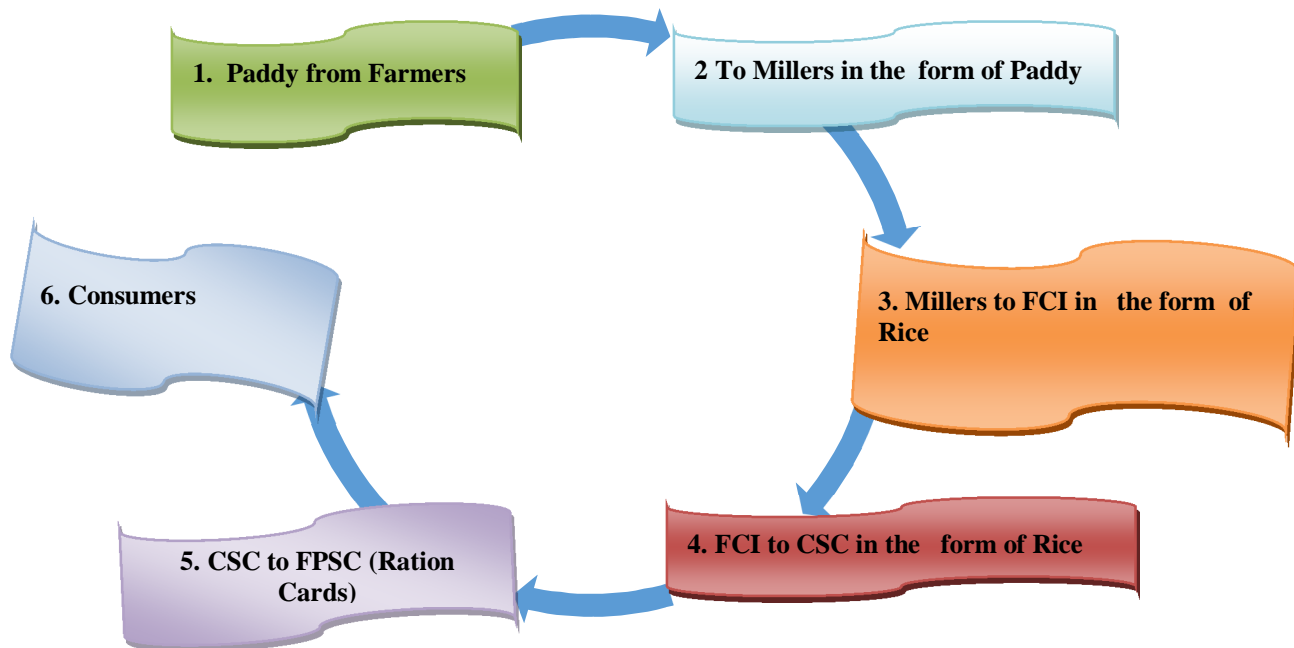 1. Paddy from Farmers
2 To Millers in the form of Paddy
3. Millers to FCI in the form of
Rice
4. FCI to CSC in the form of Rice
5. CSC to FPSC (Ration
Cards)
6. Consumers